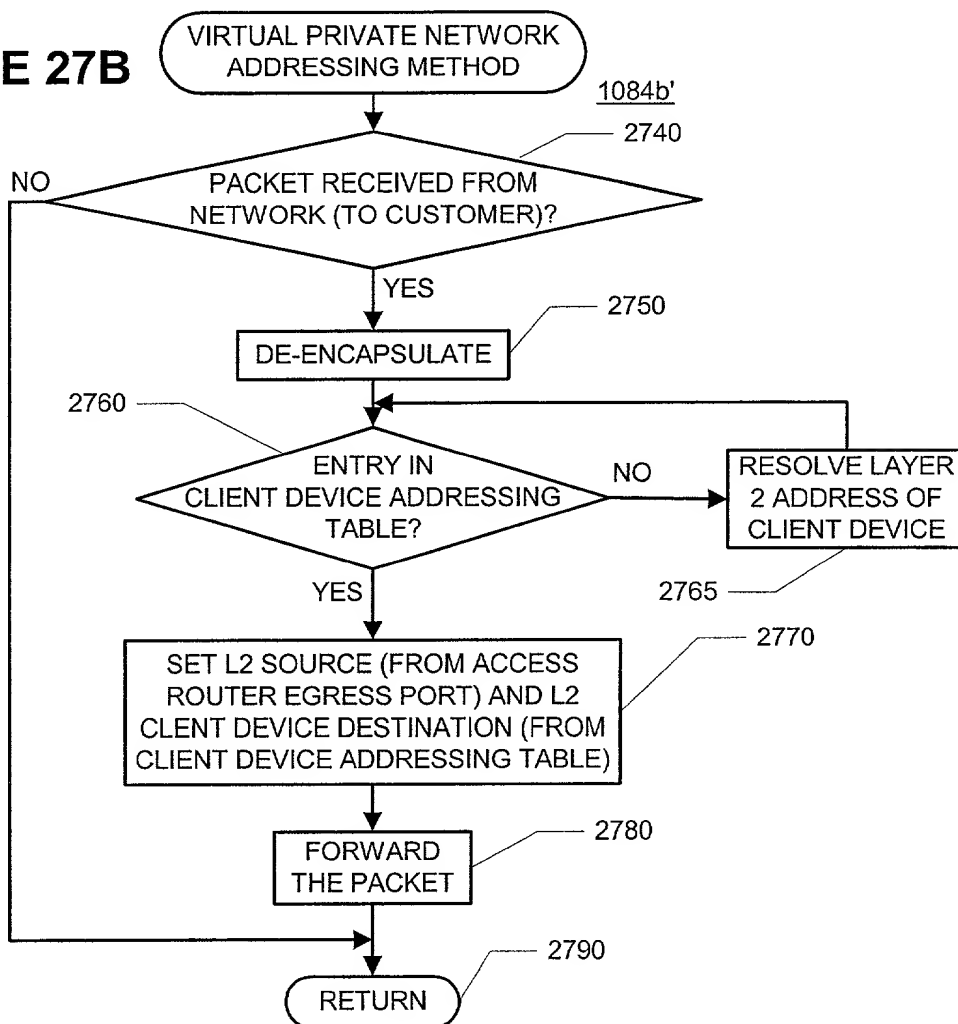 E 27B
VIRTUAL PRIVATE NETWORK
ADDRESSING METHOD
1084b'
2740
NO
PACKET RECEIVED FROM
NETWORK (TO CUSTOMER)?
YES
2750
DE-ENCAPSULATE
2760
ENTRY IN
CLIENT DEVICE ADDRESSING
TABLE?
NO
RESOLVE LAYER
2 ADDRESS OF
CLIENT DEVICE
2765
YES
2770
SET L2 SOURCE (FROM ACCESS
ROUTER EGRESS PORT) AND L2
CLENT DEVICE DESTINATION (FROM
CLIENT DEVICE ADDRESSING TABLE)
2780
FORWARD
THE PACKET
2790
RETURN